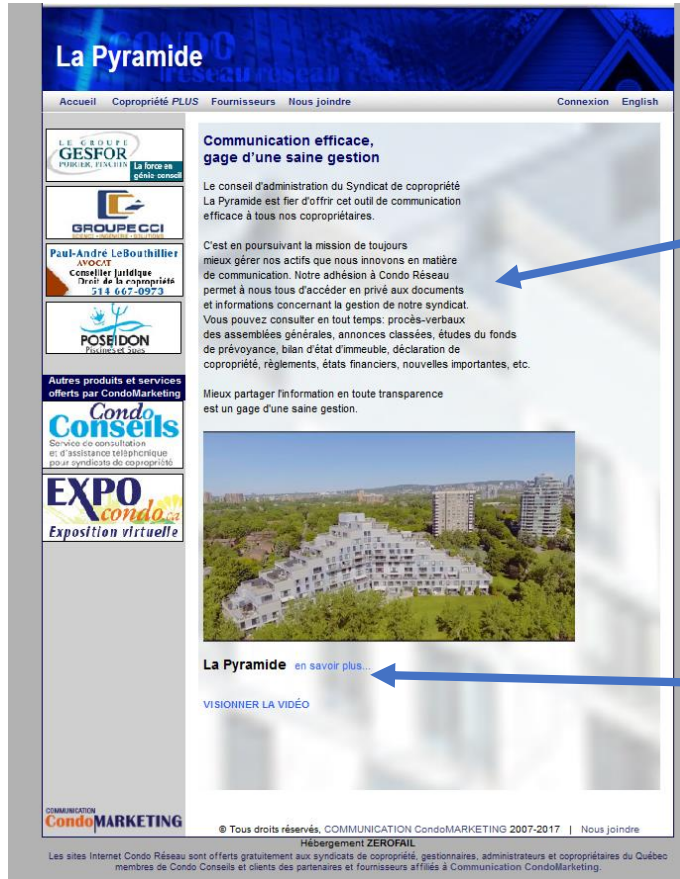 La Pyramide
Accueil Copropriété PLUS Fournisseurs Nous joindre Connexion English
LE GROUPE
GESFOR
POIRIER, PINCHIN
La force en
génie conseil
GROUPE CCI
SCIENCE • INGÉNIERIE • SOLUTIONS
Paul-André LeBouthillier
AVOCAT
Conseiller Juridique
Droit de la copropriété
514 667-0973
POSEIDON
Piscines et Spas
Autres produits et services
offerts par CondoMarketing
Condo
Conseils
Service de consultation
et d'assistance téléphonique
pour syndicats de copropriété
EXPO
condo.ca
Exposition virtuelle
Communication efficace,
gage d'une saine gestion
Le conseil d'administration du Syndicat de copropriété
La Pyramide est fier d'offrir cet outil de communication
efficace à tous nos copropriétaires.
C'est en poursuivant la mission de toujours
mieux gérer nos actifs que nous innovons en matière
de communication. Notre adhésion à Condo Réseau
permet à nous tous d'accéder en privé aux documents
et informations concernant la gestion de notre syndicat.
Vous pouvez consulter en tout temps: procès-verbaux
des assemblées générales, annonces classées, études du fonds
de prévoyance, bilan d'état d'immeuble, déclaration de
copropriété, règlements, états financiers, nouvelles importantes, etc.
Mieux partager l'information en toute transparence
est un gage d'une saine gestion.
La Pyramide en savoir plus...
VISIONNER LA VIDÉO
COMMUNICATION
CondoMARKETING
© Tous droits réservés, COMMUNICATION CondoMARKETING 2007-2017 | Nous joindre
Hébergement ZEROFAIL
Les sites Internet Condo Réseau sont offerts gratuitement aux syndicats de copropriété, gestionnaires, administrateurs et copropriétaires du Québec
membres de Condo Conseils et clients des partenaires et fournisseurs affiliés à Communication CondoMarketing.